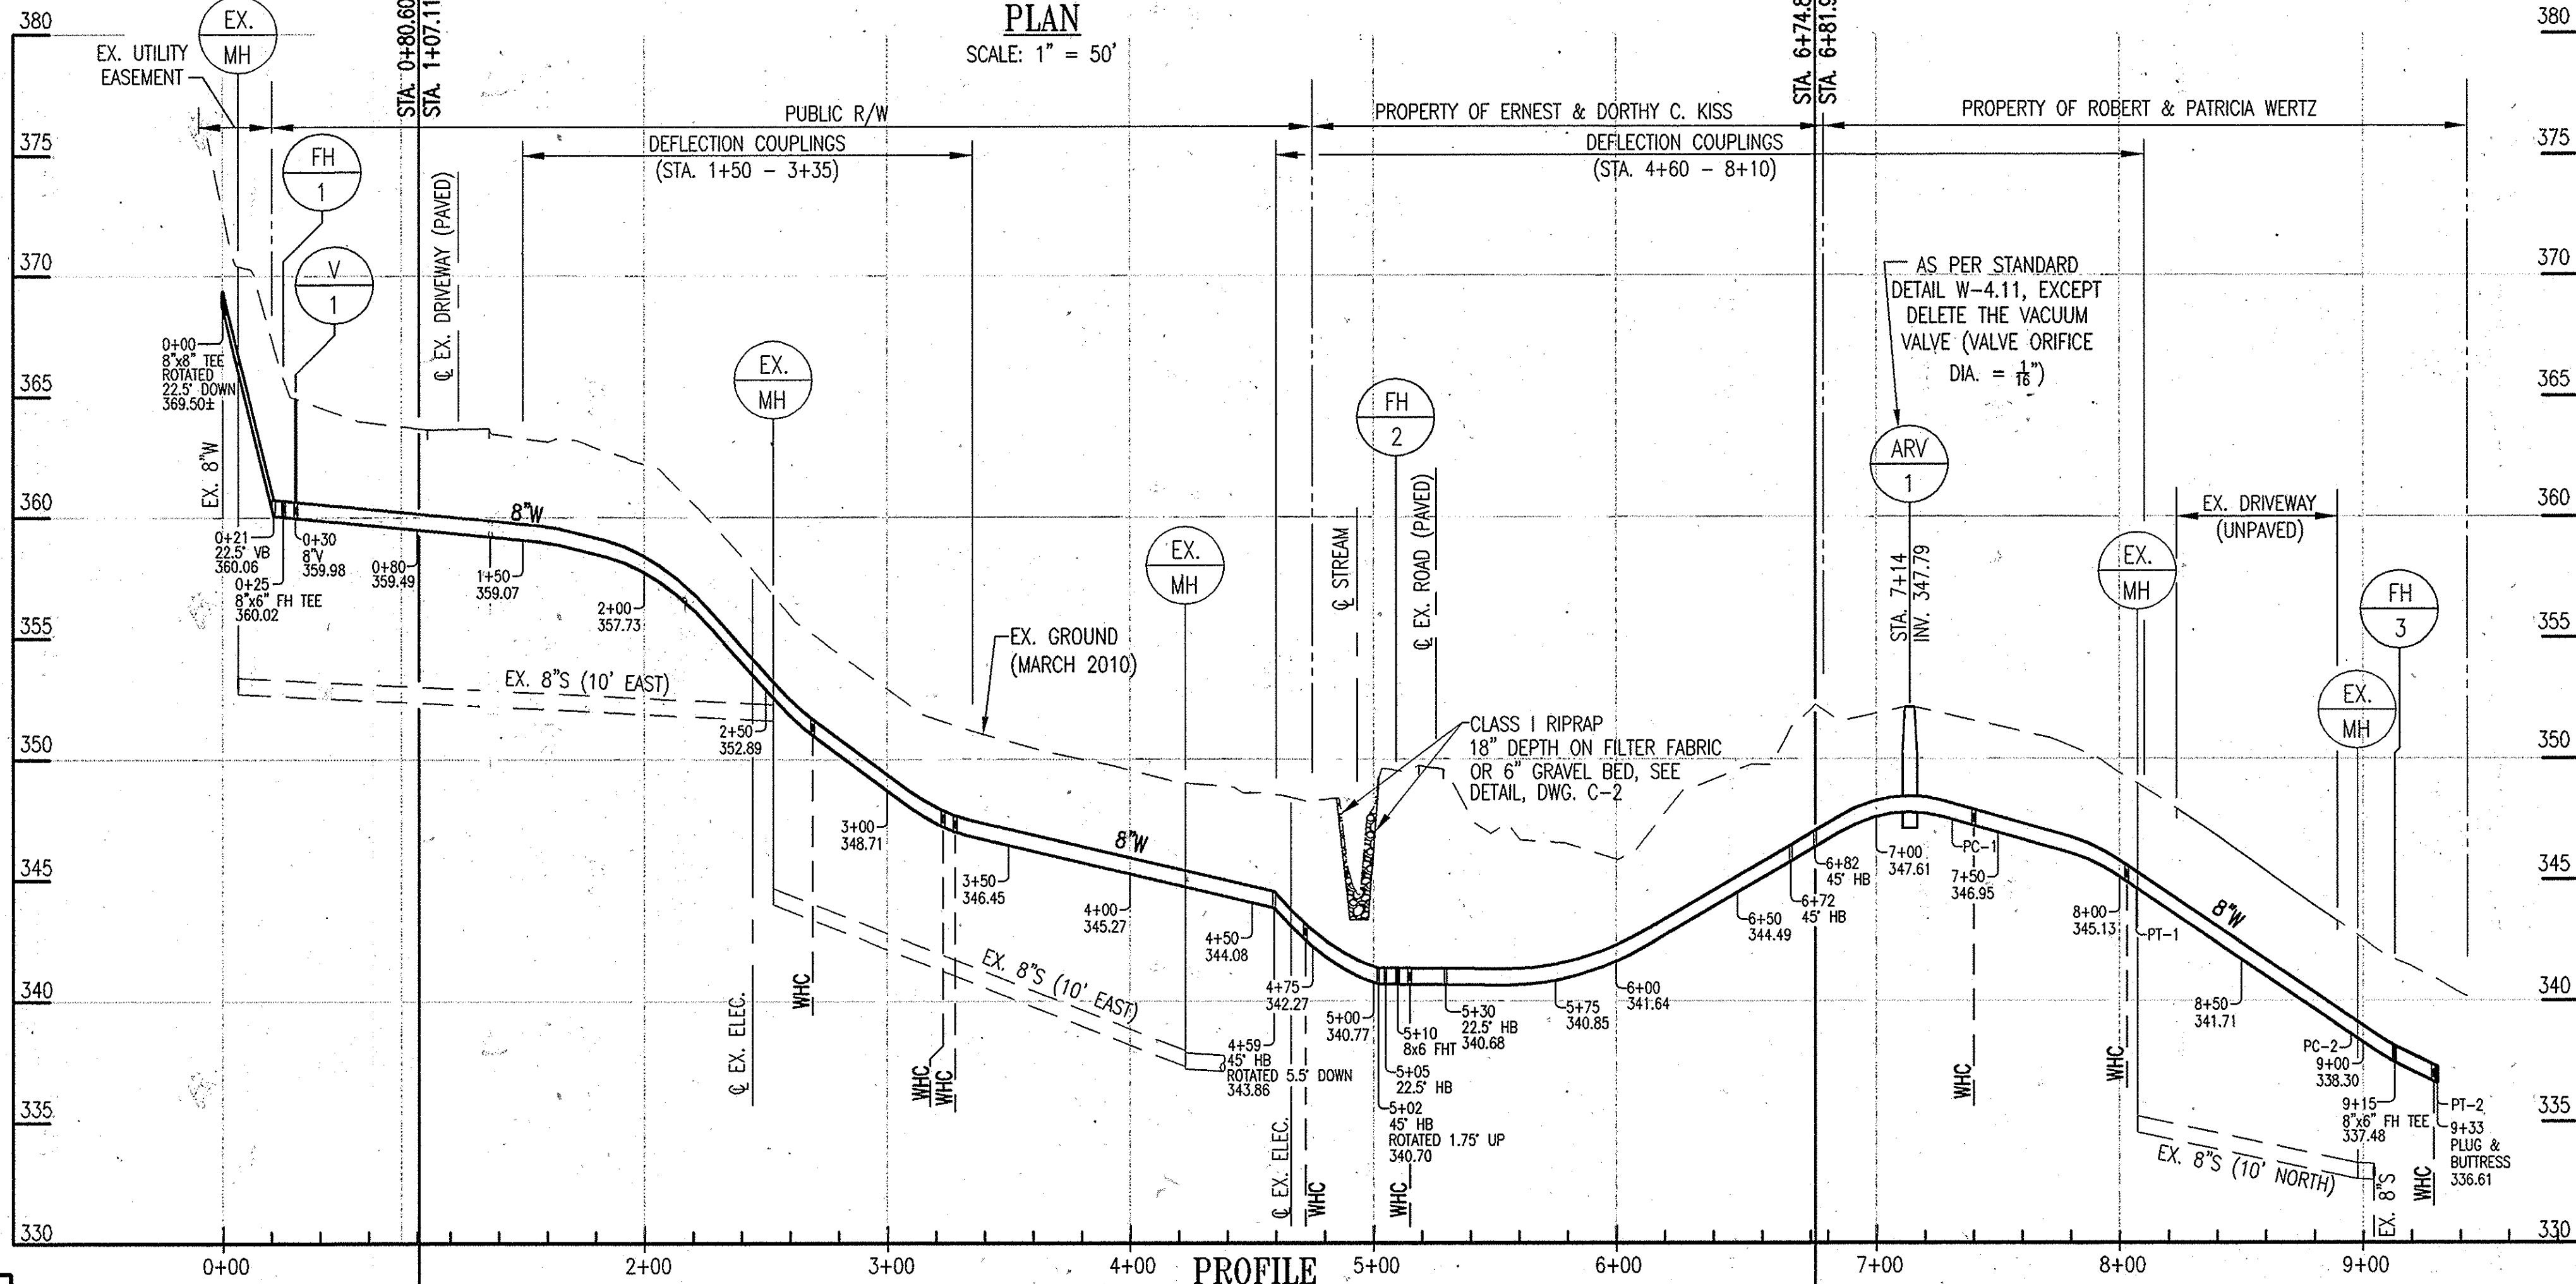 PLAN
SCALE: 1" = 50'
380
380
375
375
370
370
365
365
360
360
355
355
350
350
345
345
340
340
335
335
330
330
EX.
MH
EX. UTILITY
EASEMENT
STA. 0+80.60
STA. 1+07.11
PUBLIC R/W
DEFLECTION COUPLINGS
(STA. 1+50 - 3+35)
PROPERTY OF ERNEST & DORTHY C. KISS
DEFLECTION COUPLINGS
(STA. 4+60 - 8+10)
STA. 6+74.8
STA. 6+81.9
PROPERTY OF ROBERT & PATRICIA WERTZ
FH
1
V
1
℄ EX. DRIVEWAY (PAVED)
0+00
8"x8" TEE
ROTATED
22.5° DOWN
369.50±
EX. 8"W
0+21
22.5° VB
360.06
0+25
8"x6" FH TEE
360.02
0+30
8"V
359.98
0+80
359.49
1+50
359.07
8"W
2+00
357.73
EX.
MH
EX. 8"S (10' EAST)
2+50
352.89
℄ EX. ELEC.
WHC
EX. GROUND
(MARCH 2010)
3+00
348.71
WHC
WHC
3+50
346.45
EX. 8"S (10' EAST)
8"W
4+00
345.27
EX.
MH
4+50
344.08
4+59
45° HB
ROTATED 5.5° DOWN
343.86
4+75
342.27
℄ EX. ELEC.
WHC
℄ STREAM
FH
2
℄ EX. ROAD (PAVED)
CLASS I RIPRAP
18" DEPTH ON FILTER FABRIC
OR 6" GRAVEL BED, SEE
DETAIL, DWG. C-2
5+00
340.77
5+02
45° HB
ROTATED 1.75° UP
340.70
5+05
22.5° HB
5+10
8x6 FHT
WHC
5+30
22.5° HB
340.68
5+75
340.85
6+00
341.64
6+50
344.49
6+72
45° HB
6+82
45° HB
AS PER STANDARD
DETAIL W-4.11, EXCEPT
DELETE THE VACUUM
VALVE (VALVE ORIFICE
DIA. = 1/16")
ARV
1
STA. 7+14
INV. 347.79
7+00
347.61
PC-1
7+50
346.95
WHC
8+00
345.13
WHC
PT-1
EX.
MH
EX. DRIVEWAY
(UNPAVED)
8"W
8+50
341.71
EX.
MH
FH
3
PC-2
9+00
338.30
9+15
8"x6" FH TEE
337.48
PT-2
9+33
PLUG &
BUTTRESS
336.61
EX. 8"S (10' NORTH)
EX. 8"S
WHC
0+00
2+00
3+00
4+00
PROFILE
5+00
6+00
7+00
8+00
9+00